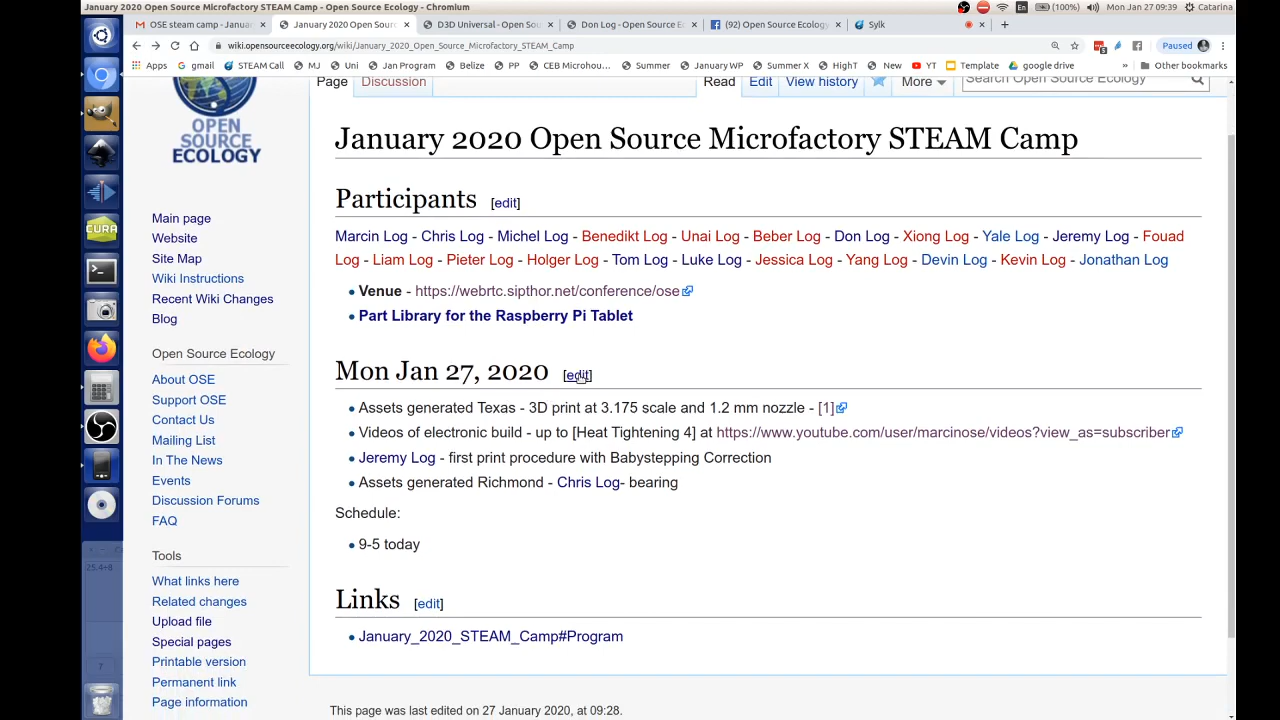 January 2020 Open Source Microfactory STEAM Camp - Open Source Ecology - Chromium
En (100%) Mon Jan 27 09:39 Catarina
OSE steam camp - January × January 2020 Open Sour × D3D Universal - Open Sou × Don Log - Open Source E × (92) Open Source Ecology × Sylk ×
wiki.opensourceecology.org/wiki/January_2020_Open_Source_Microfactory_STEAM_Camp Paused
Apps gmail STEAM Call MJ Uni Jan Program Belize PP CEB Microhou… Summer January WP Summer X HighT New YT Template google drive »
Page Discussion Read Edit View history More Search Open Source Ecology
OPEN
SOURCE
ECOLOGY
Main page
Website
Site Map
Wiki Instructions
Recent Wiki Changes
Blog
Open Source Ecology
About OSE
Support OSE
Contact Us
Mailing List
In The News
Events
Discussion Forums
FAQ
Tools
What links here
Related changes
Upload file
Special pages
Printable version
Permanent link
Page information
January 2020 Open Source Microfactory STEAM Camp
Participants [edit]
Marcin Log - Chris Log - Michel Log - Benedikt Log - Unai Log - Beber Log - Don Log - Xiong Log - Yale Log - Jeremy Log - Fouad
Log - Liam Log - Pieter Log - Holger Log - Tom Log - Luke Log - Jessica Log - Yang Log - Devin Log - Kevin Log - Jonathan Log
• Venue - https://webrtc.sipthor.net/conference/ose
• Part Library for the Raspberry Pi Tablet
Mon Jan 27, 2020 [edit]
• Assets generated Texas - 3D print at 3.175 scale and 1.2 mm nozzle - [1]
• Videos of electronic build - up to [Heat Tightening 4] at https://www.youtube.com/user/marcinose/videos?view_as=subscriber
• Jeremy Log - first print procedure with Babystepping Correction
• Assets generated Richmond - Chris Log- bearing
Schedule:
• 9-5 today
Links [edit]
• January_2020_STEAM_Camp#Program
This page was last edited on 27 January 2020, at 09:28.
CURA
25.4÷8
7